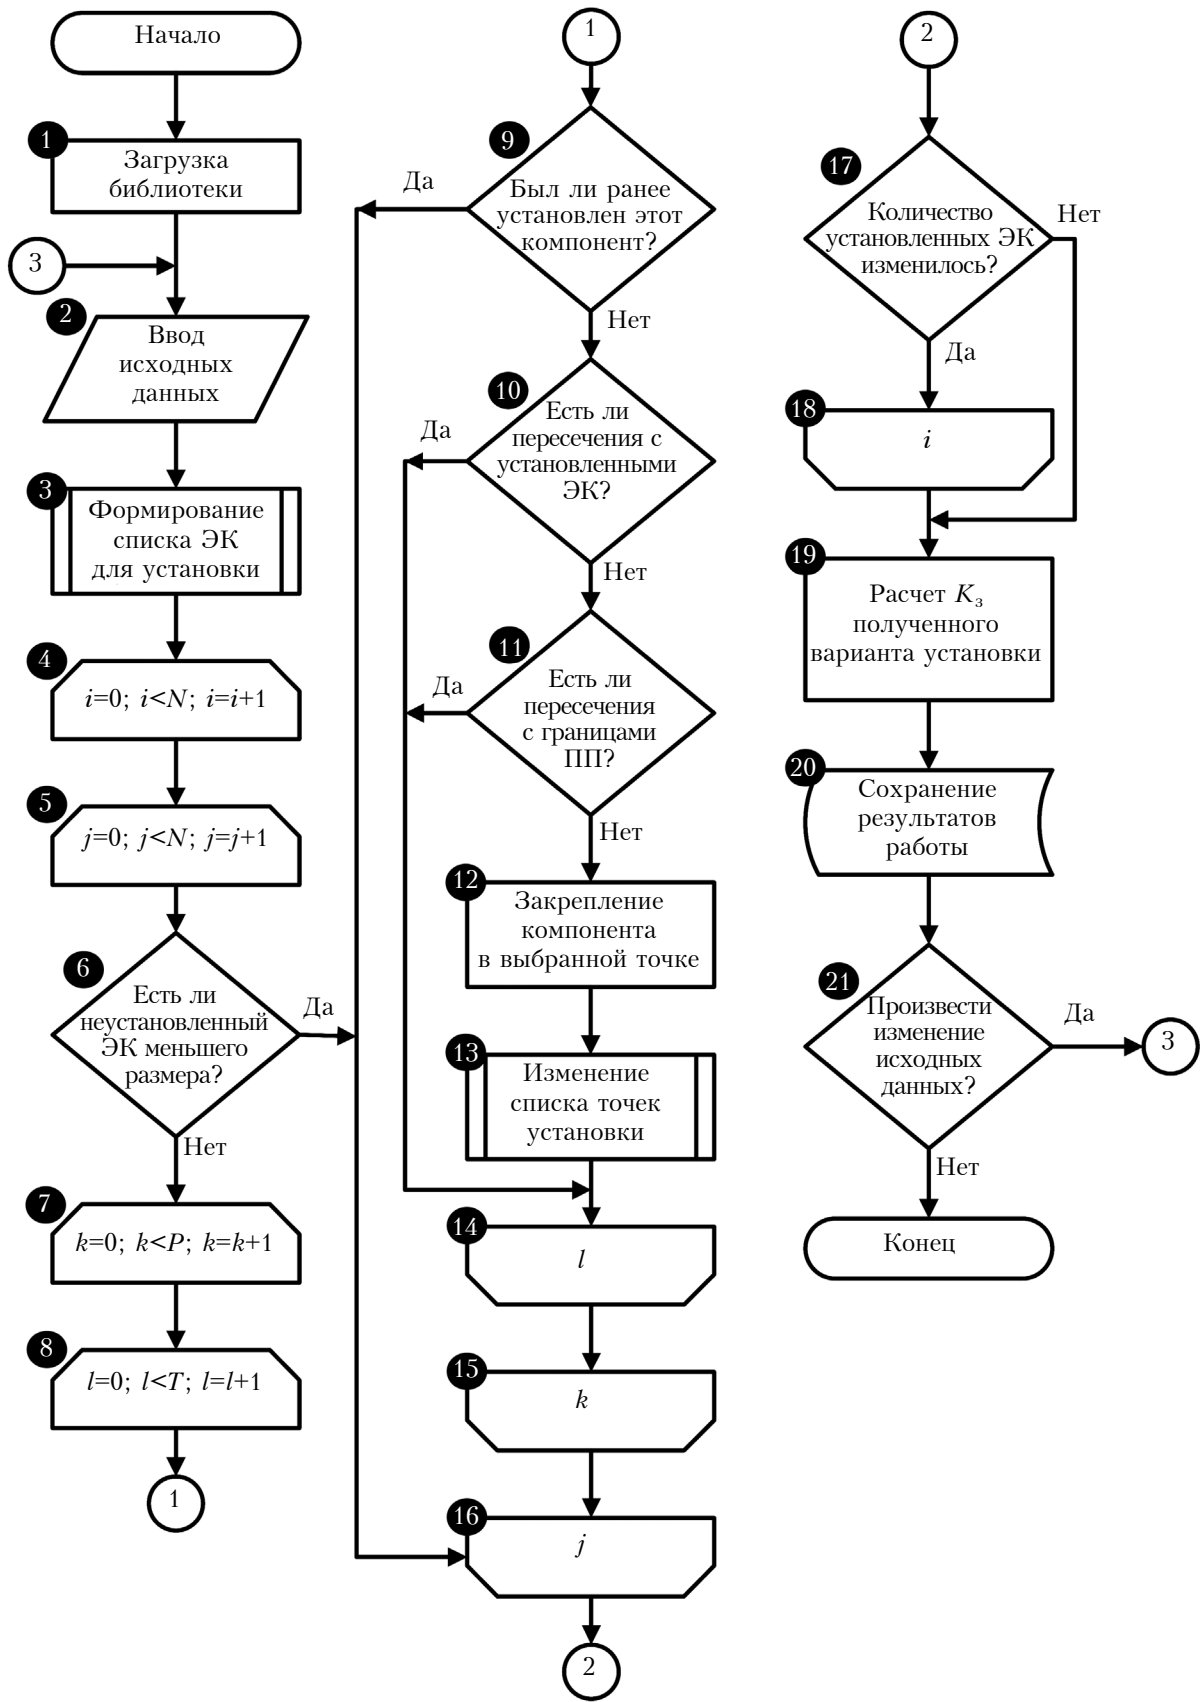 Начало
1
Загрузка
библиотеки
3
2
Ввод
исходных
данных
3
Формирование
списка ЭК
для установки
4
i=0; i<N; i=i+1
5
j=0; j<N; j=j+1
6
Есть ли
неустановленный
ЭК меньшего
размера?
Да
Нет
7
k=0; k<P; k=k+1
8
l=0; l<T; l=l+1
1
1
9
Был ли ранее
установлен этот
компонент?
Да
Нет
10
Есть ли
пересечения с
установленными
ЭК?
Да
Нет
11
Есть ли
пересечения
с границами
ПП?
Да
Нет
12
Закрепление
компонента
в выбранной точке
13
Изменение
списка точек
установки
14
l
15
k
16
j
2
2
17
Количество
установленных ЭК
изменилось?
Нет
Да
18
i
19
Расчет Kз
полученного
варианта установки
20
Сохранение
результатов
работы
21
Произвести
изменение
исходных
данных?
Да
3
Нет
Конец